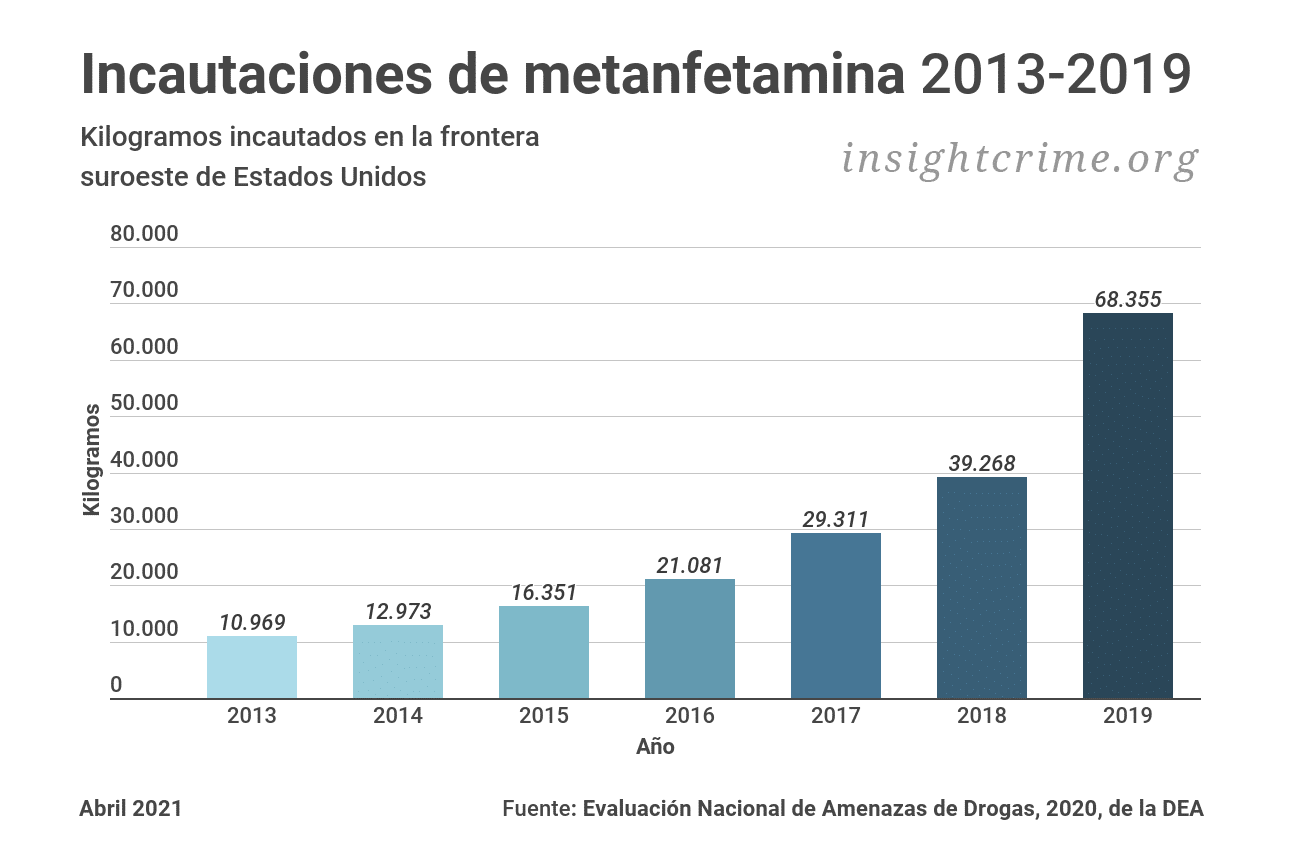 Incautaciones de metanfetamina 2013-2019
Kilogramos incautados en la frontera
suroeste de Estados Unidos
insightcrime.org
80.000
70.000
60.000
50.000
40.000
30.000
20.000
10.000
0
Kilogramos
10.969
12.973
16.351
21.081
29.311
39.268
68.355
2013
2014
2015
2016
2017
2018
2019
Año
Abril 2021
Fuente: Evaluación Nacional de Amenazas de Drogas, 2020, de la DEA